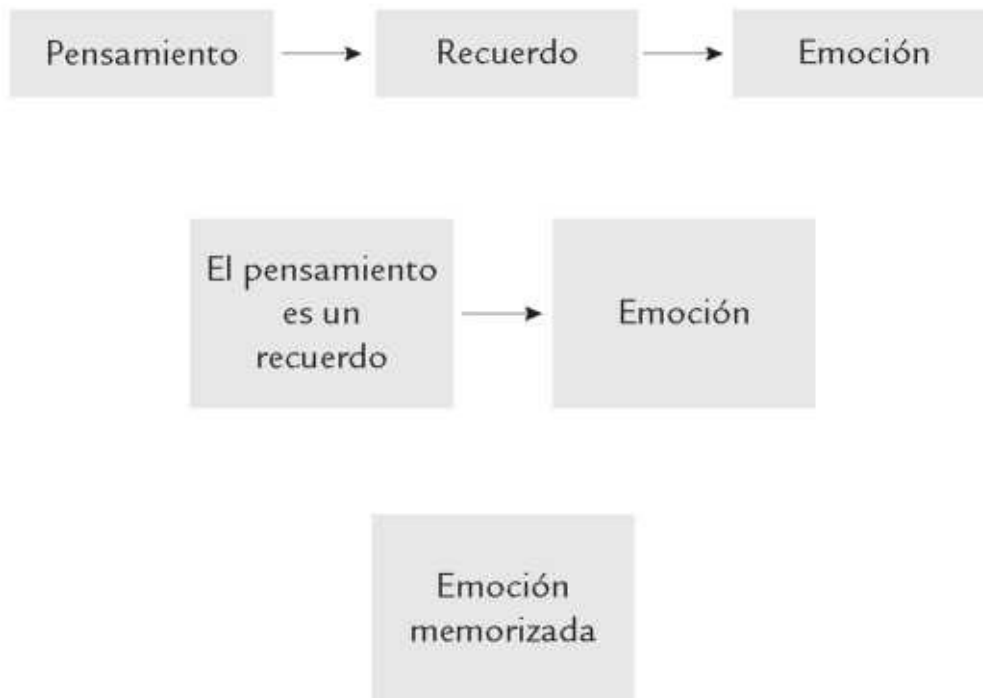 Pensamiento Recuerdo Emoción
El pensamiento
es un
recuerdo
Emoción
Emoción
memorizada